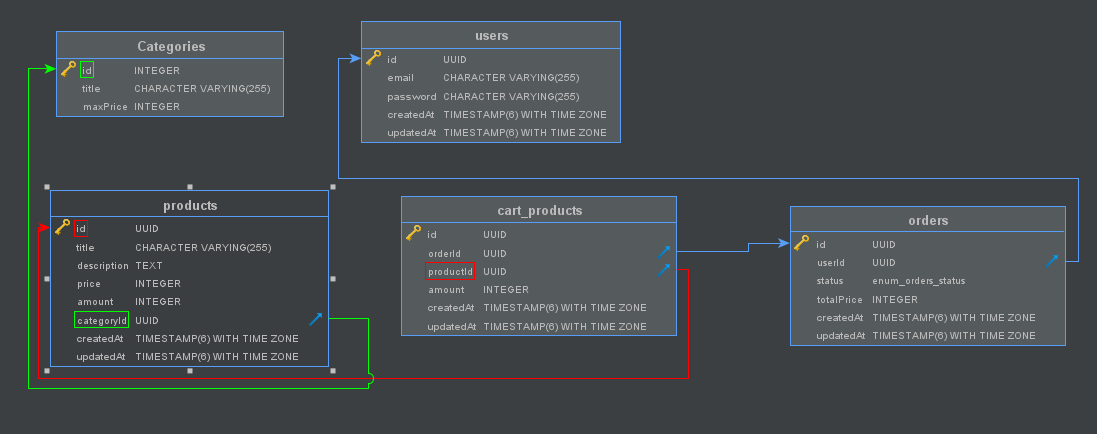 Categories
id INTEGER
title CHARACTER VARYING(255)
maxPrice INTEGER
users
id UUID
email CHARACTER VARYING(255)
password CHARACTER VARYING(255)
createdAt TIMESTAMP(6) WITH TIME ZONE
updatedAt TIMESTAMP(6) WITH TIME ZONE
products
id UUID
title CHARACTER VARYING(255)
description TEXT
price INTEGER
amount INTEGER
categoryId UUID
createdAt TIMESTAMP(6) WITH TIME ZONE
updatedAt TIMESTAMP(6) WITH TIME ZONE
cart_products
id UUID
orderId UUID
productId UUID
amount INTEGER
createdAt TIMESTAMP(6) WITH TIME ZONE
updatedAt TIMESTAMP(6) WITH TIME ZONE
orders
id UUID
userId UUID
status enum_orders_status
totalPrice INTEGER
createdAt TIMESTAMP(6) WITH TIME ZONE
updatedAt TIMESTAMP(6) WITH TIME ZONE